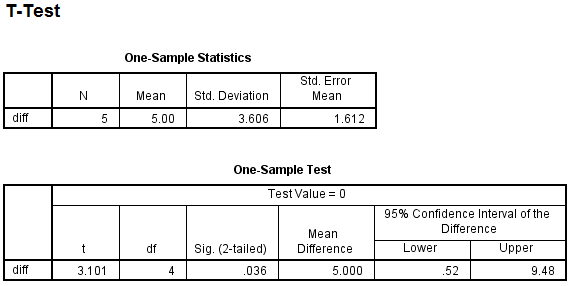 T-Test
One-Sample Statistics
N Mean Std. Deviation Std. Error Mean
diff 5 5.00 3.606 1.612
One-Sample Test
Test Value = 0
t df Sig. (2-tailed) Mean Difference 95% Confidence Interval of the Difference
Lower Upper
diff 3.101 4 .036 5.000 .52 9.48